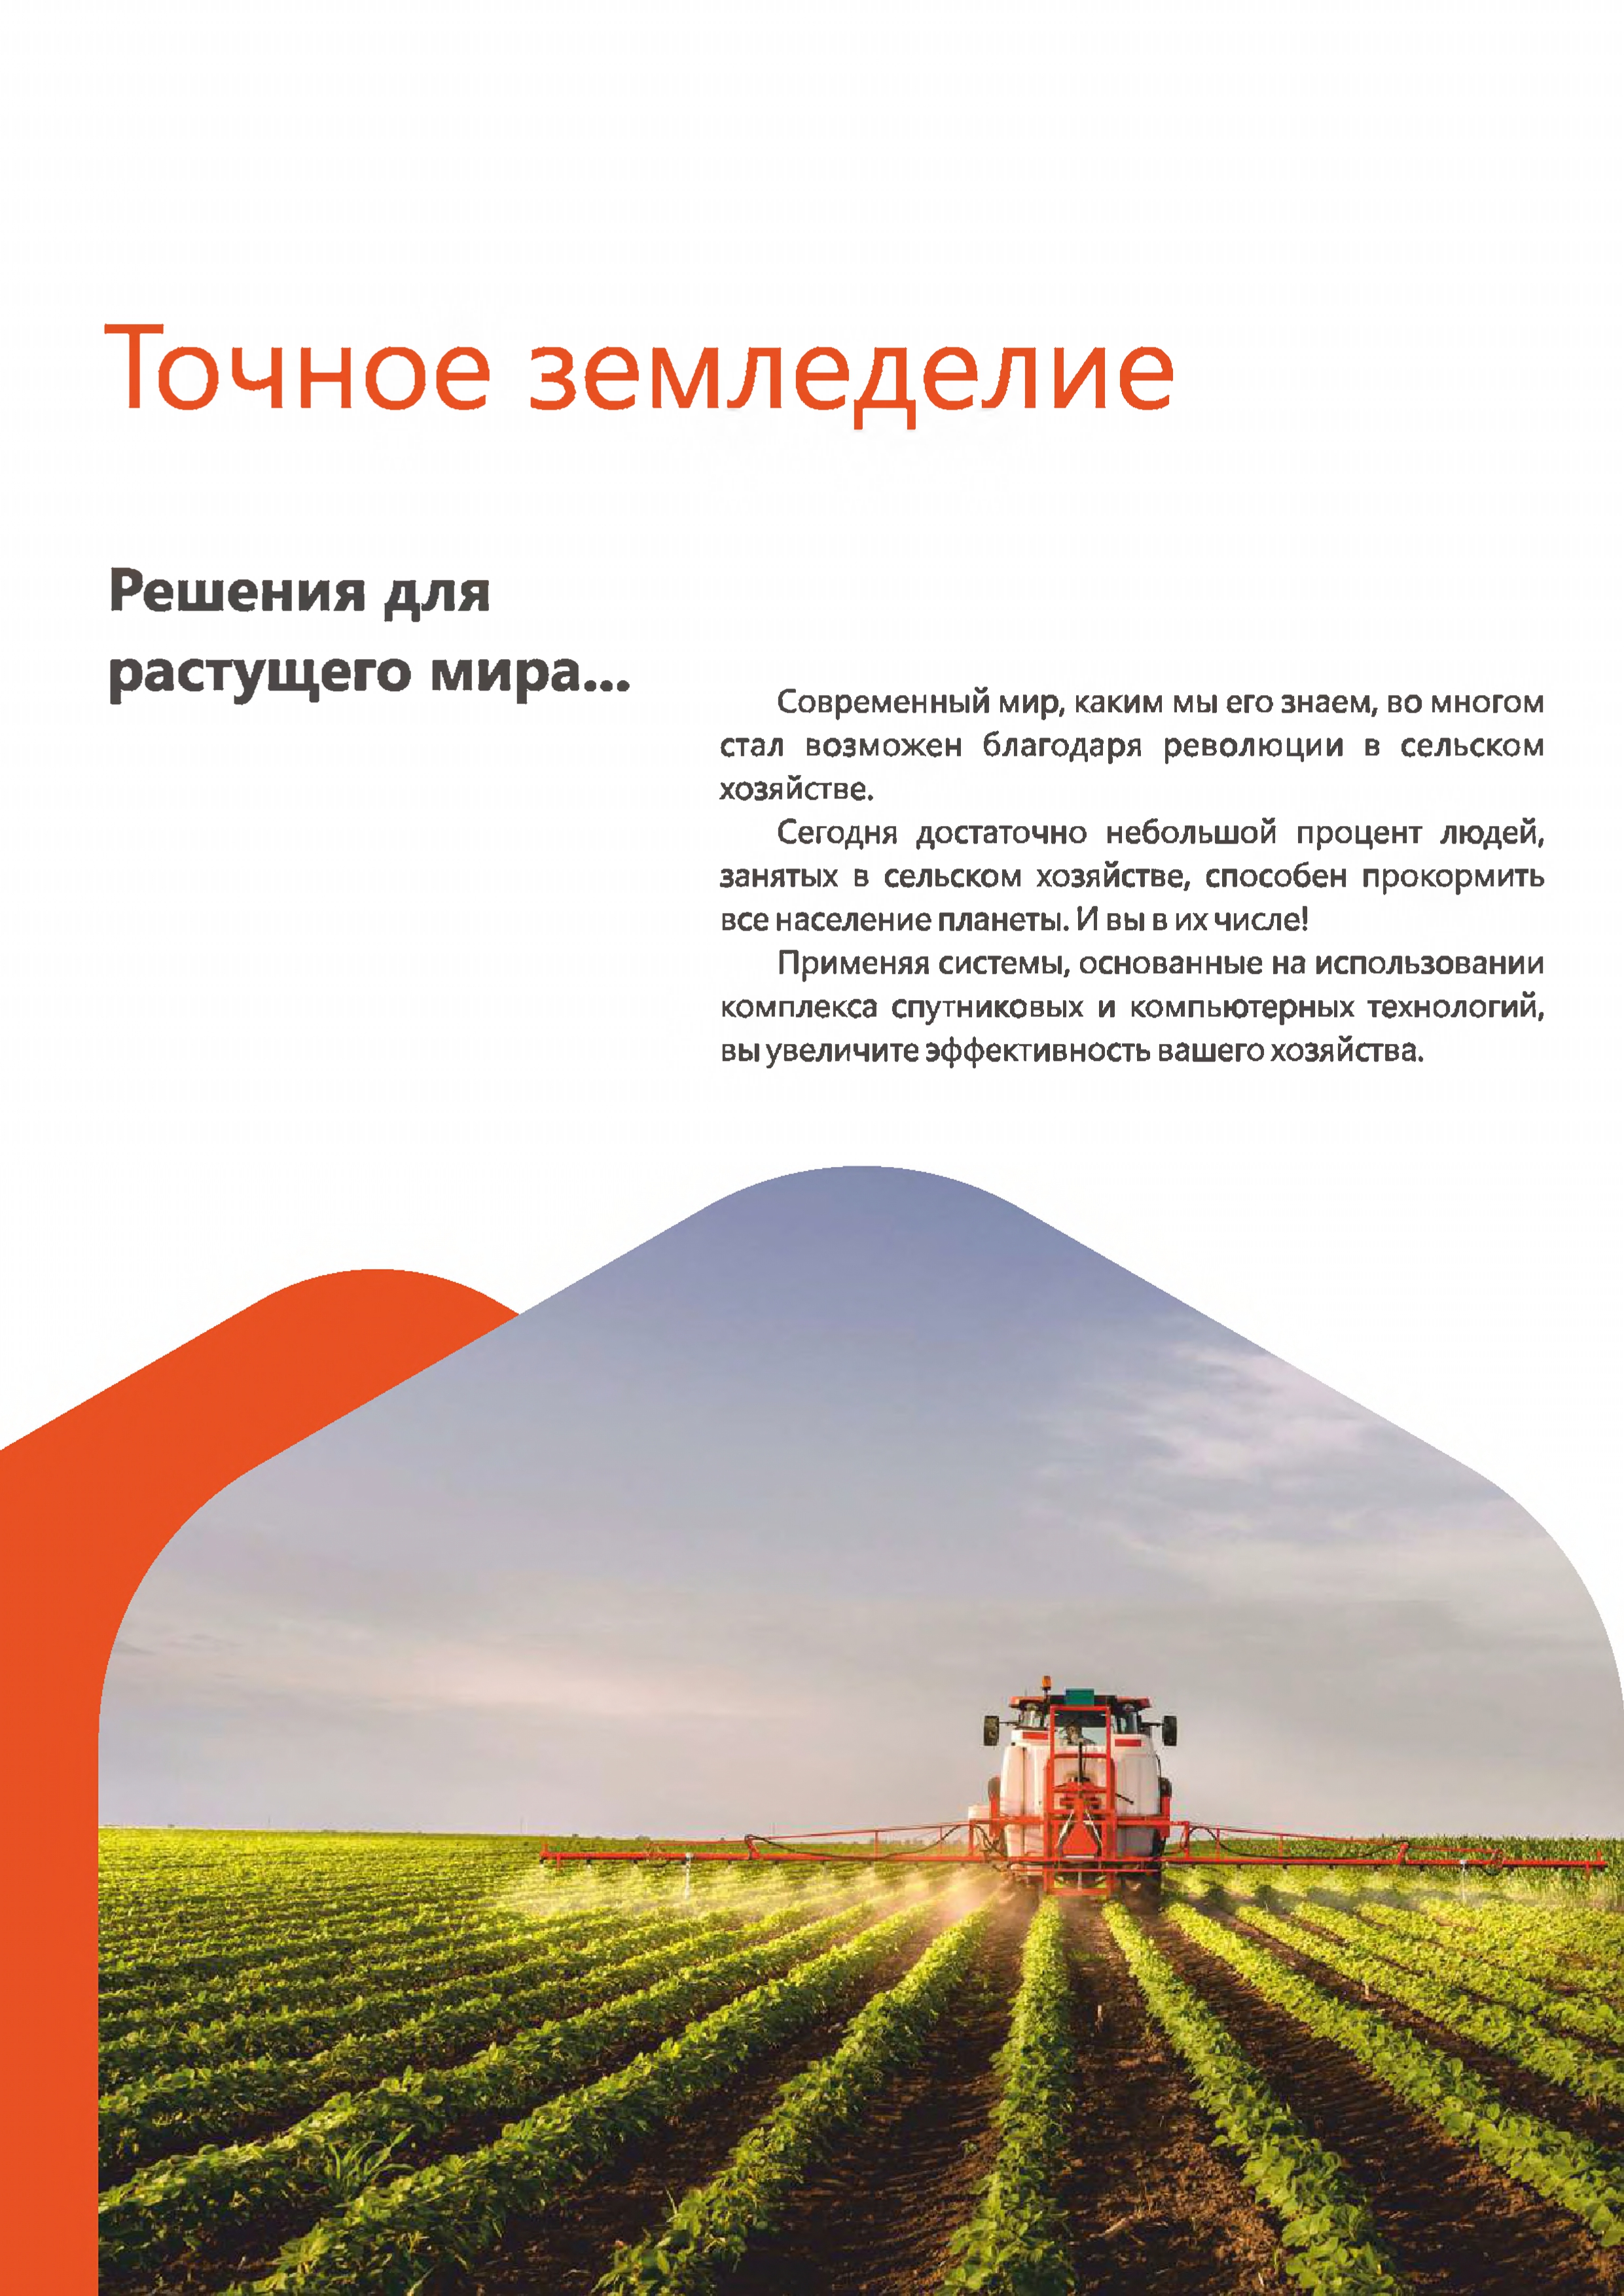 Точное земледелие
Решения для
растущего мира...
Современный мир, каким мы его знаем, во многом
стал возможен благодаря революции в сельском
хозяйстве.
Сегодня достаточно небольшой процент людей,
занятых в сельском хозяйстве, способен прокормить
все население планеты. И вы в их числе!
Применяя системы, основанные на использовании
комплекса спутниковых и компьютерных технологий,
вы увеличите эффективность вашего хозяйства.